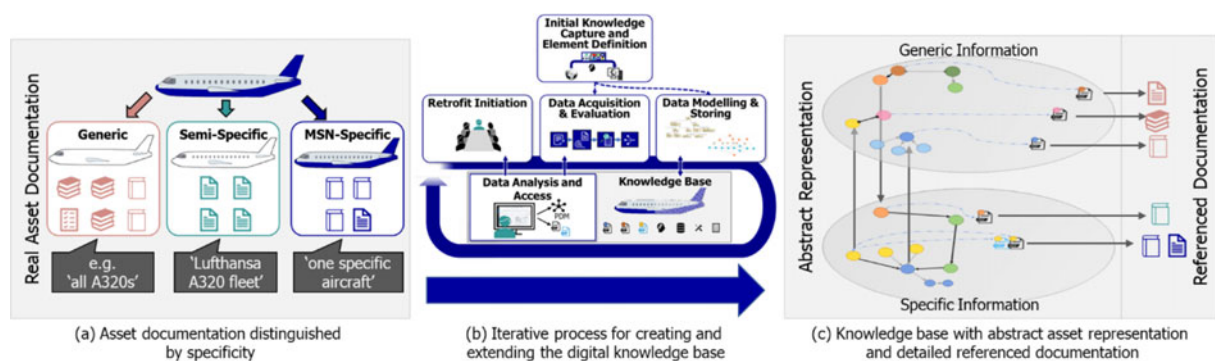 Real Asset Documentation
Generic
Semi-Specific
MSN-Specific
e.g.
'all A320s'
'Lufthansa
A320 fleet'
'one specific
aircraft'
(a) Asset documentation distinguished
by specificity
Initial Knowledge
Capture and
Element Definition
Retrofit Initiation
Data Acquisition
& Evaluation
Data Modelling &
Storing
Data Analysis and
Access
PDM
Knowledge Base
(b) Iterative process for creating and
extending the digital knowledge base
Abstract Representation
Generic Information
Specific Information
Referenced Documentation
(c) Knowledge base with abstract asset representation
and detailed referenced documentation